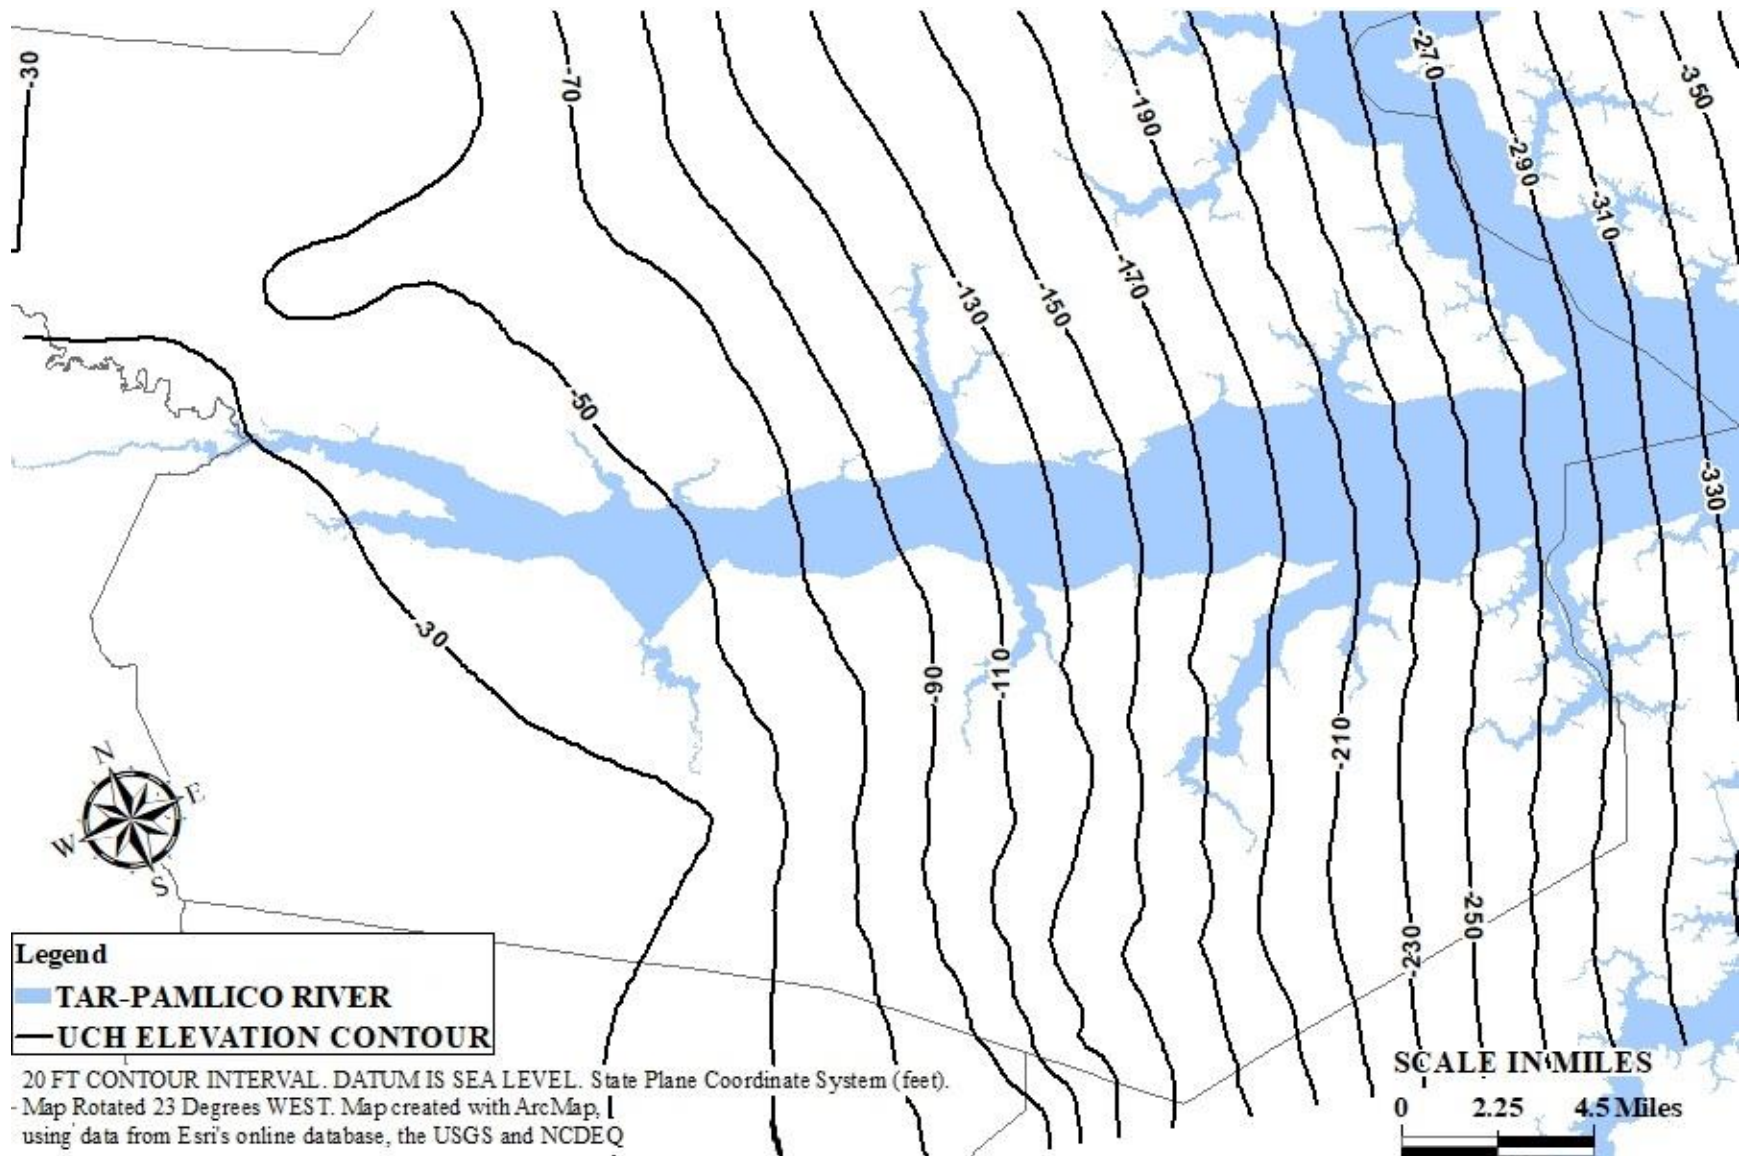 -30
-70
-270
-350
-190
-290
-310
-170
-130
-150
-50
-330
-30
-90
-110
-210
-230
-250
N
E
W
S
Legend
TAR-PAMLICO RIVER
UCH ELEVATION CONTOUR
20 FT CONTOUR INTERVAL. DATUM IS SEA LEVEL. State Plane Coordinate System (feet).
Map Rotated 23 Degrees WEST. Map created with ArcMap,
using data from Esri's online database, the USGS and NCDEQ
SCALE IN MILES
0 2.25 4.5 Miles